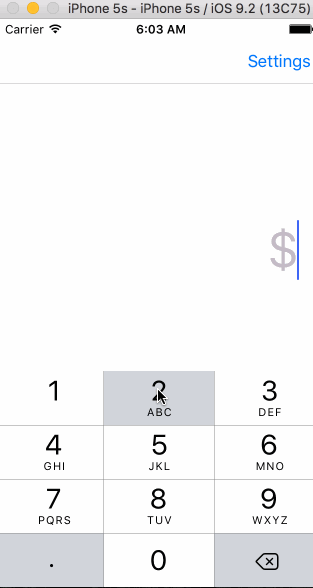 iPhone 5s - iPhone 5s / iOS 9.2 (13C75)
Carrier 6:03 AM
Settings
$
1 2 3
ABC DEF
4 5 6
GHI JKL MNO
7 8 9
PQRS TUV WXYZ
. 0